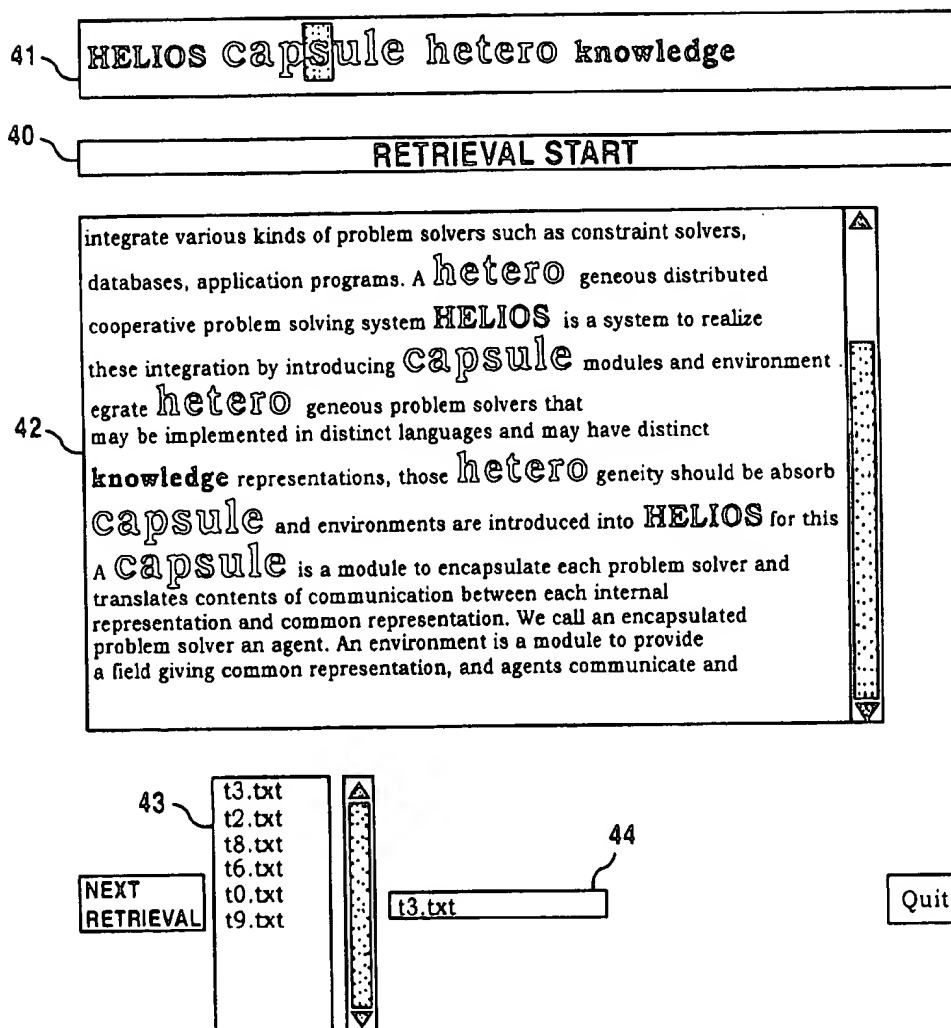 41
HELIOS capsule hetero knowledge
40
RETRIEVAL START
42
integrate various kinds of problem solvers such as constraint solvers,
databases, application programs. A hetero geneous distributed
cooperative problem solving system HELIOS is a system to realize
these integration by introducing capsule modules and environment .
egrate hetero geneous problem solvers that
may be implemented in distinct languages and may have distinct
knowledge representations, those hetero geneity should be absorb
capsule and environments are introduced into HELIOS for this
A capsule is a module to encapsulate each problem solver and
translates contents of communication between each internal
representation and common representation. We call an encapsulated
problem solver an agent. An environment is a module to provide
a field giving common representation, and agents communicate and
43
t3.txt
t2.txt
t8.txt
t6.txt
t0.txt
t9.txt
44
NEXT
RETRIEVAL
t3.txt
Quit